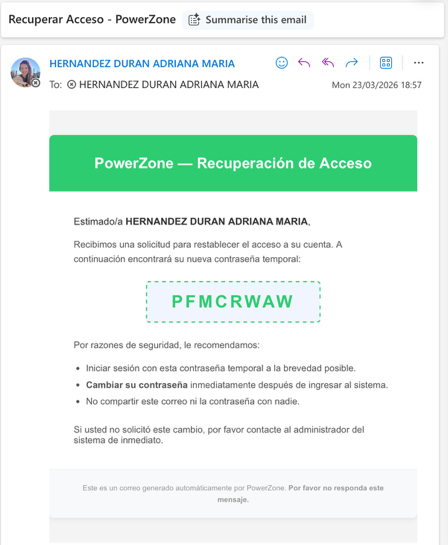 Recuperar Acceso - PowerZone
Summarise this email
HERNANDEZ DURAN ADRIANA MARIA
To: HERNANDEZ DURAN ADRIANA MARIA
Mon 23/03/2026 18:57
PowerZone — Recuperación de Acceso
Estimado/a HERNANDEZ DURAN ADRIANA MARIA,
Recibimos una solicitud para restablecer el acceso a su cuenta. A
continuación encontrará su nueva contraseña temporal:
PFMCRWAW
Por razones de seguridad, le recomendamos:
• Iniciar sesión con esta contraseña temporal a la brevedad posible.
• Cambiar su contraseña inmediatamente después de ingresar al sistema.
• No compartir este correo ni la contraseña con nadie.
Si usted no solicitó este cambio, por favor contacte al administrador del
sistema de inmediato.
Este es un correo generado automáticamente por PowerZone. Por favor no responda este
mensaje.